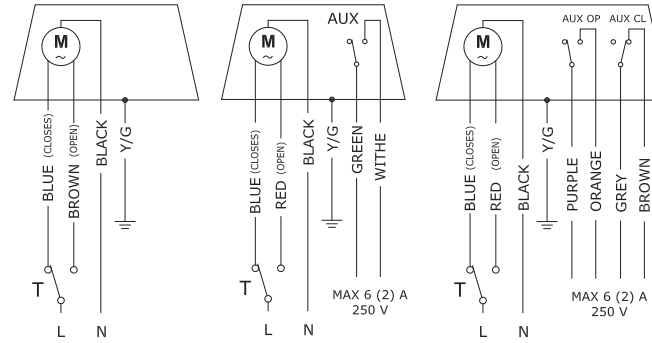 M
~
BLUE (CLOSES)
BROWN (OPEN)
BLACK
Y/G
T
L N
AUX
M
~
BLUE (CLOSES)
RED (OPEN)
BLACK
Y/G
GREEN
WITHE
T
L N
MAX 6 (2) A
250 V
AUX OP AUX CL
M
~
BLUE (CLOSES)
RED (OPEN)
BLACK
Y/G
PURPLE
ORANGE
GREY
BROWN
T
L N
MAX 6 (2) A
250 V